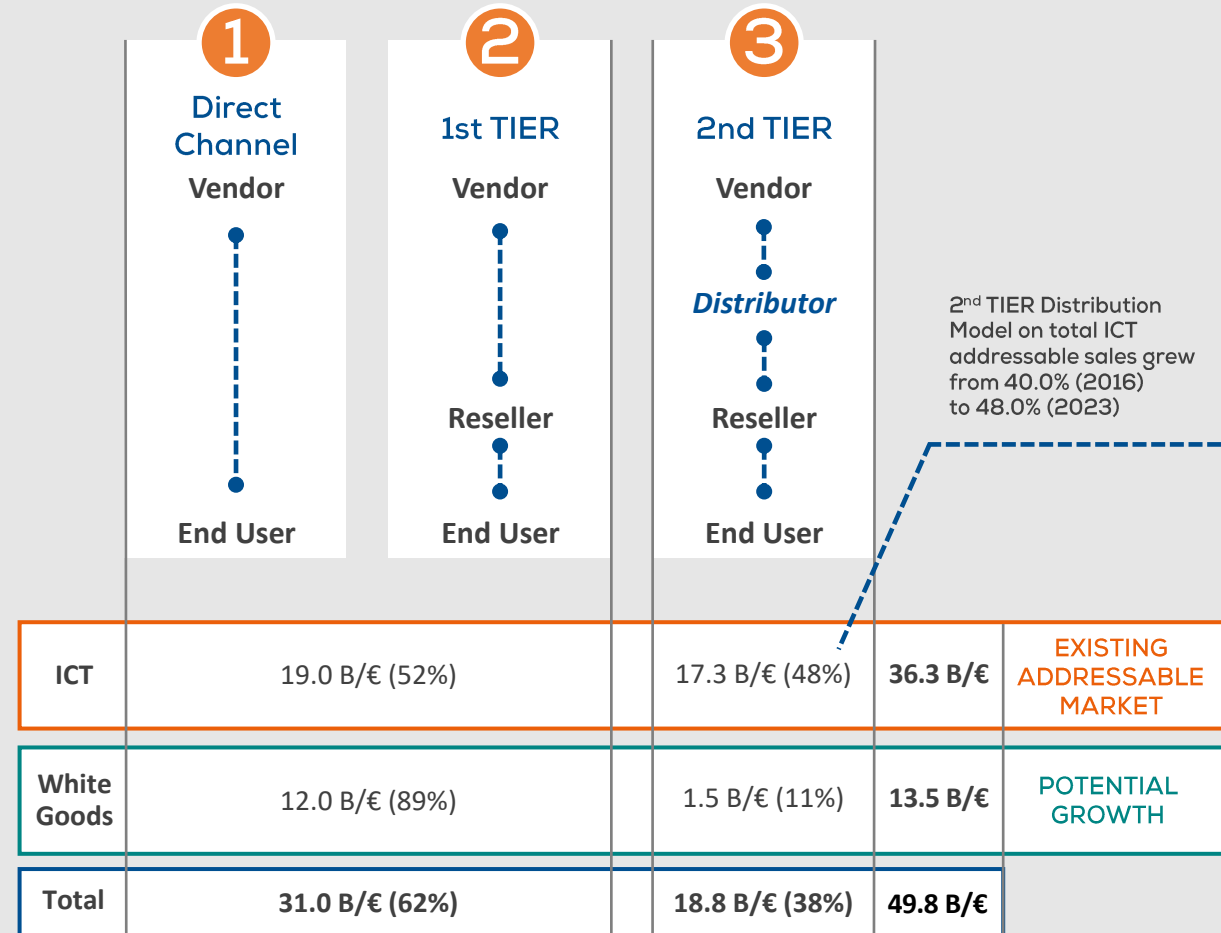 1
Direct
Channel
Vendor
End User
2
1st TIER
Vendor
Reseller
End User
3
2nd TIER
Vendor
Distributor
Reseller
End User
2nd TIER Distribution
Model on total ICT
addressable sales grew
from 40.0% (2016)
to 48.0% (2023)
ICT
19.0 B/€ (52%)
17.3 B/€ (48%)
36.3 B/€
EXISTING
ADDRESSABLE
MARKET
White
Goods
12.0 B/€ (89%)
1.5 B/€ (11%)
13.5 B/€
POTENTIAL
GROWTH
Total
31.0 B/€ (62%)
18.8 B/€ (38%)
49.8 B/€